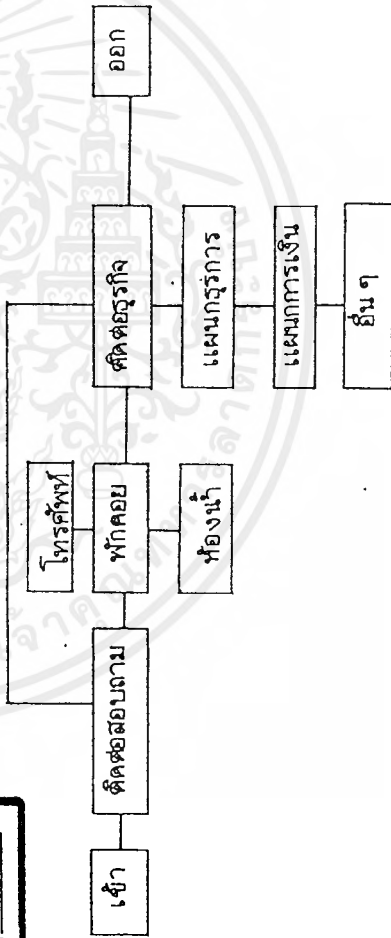 เข้า
ติดต่อสอบถาม
โทรศัพท์
พักคอย
ห้องน้ำ
ติดต่อธุรกิจ
แผนกธุรการ
แผนกการเงิน
อื่นๆ
ออก